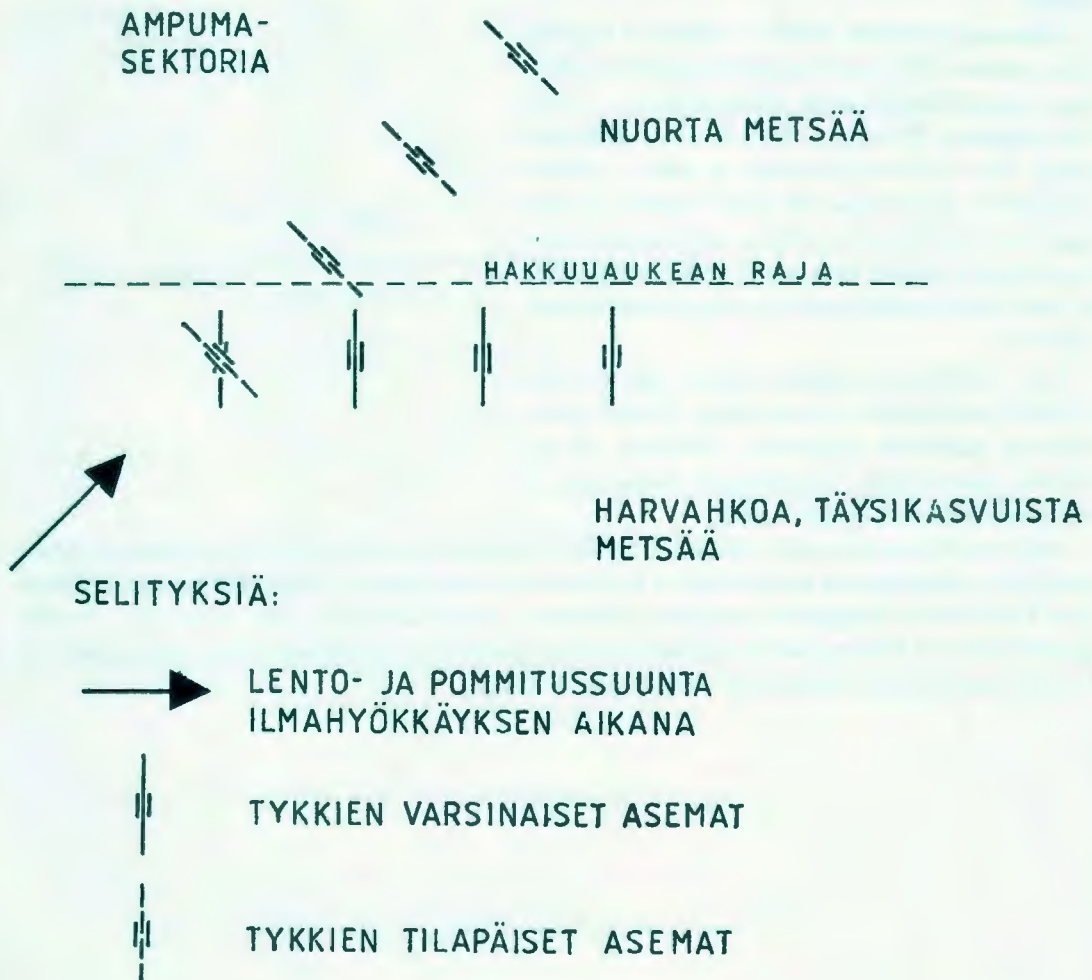 AMPUMA-
SEKTORIA
NUORTA METSÄÄ
HAKKUUAUKEAN RAJA
HARVAHKOA, TÄYSIKASVUISTA
METSÄÄ
SELITYKSIÄ:
LENTO- JA POMMITUSSUUNTA
ILMAHYÖKKÄYKSEN AIKANA
TYKKIEN VARSINAISET ASEMAT
TYKKIEN TILAPÄISET ASEMAT